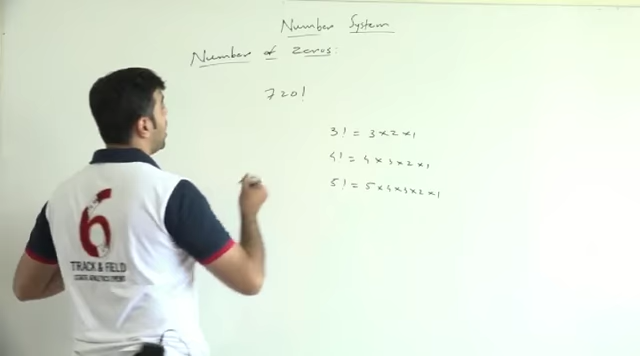 Number System
Number of zeros:
720!
3! = 3 x 2 x 1
4! = 4 x 3 x 2 x 1
5! = 5 x 4 x 3 x 2 x 1
6
TRACK & FIELD